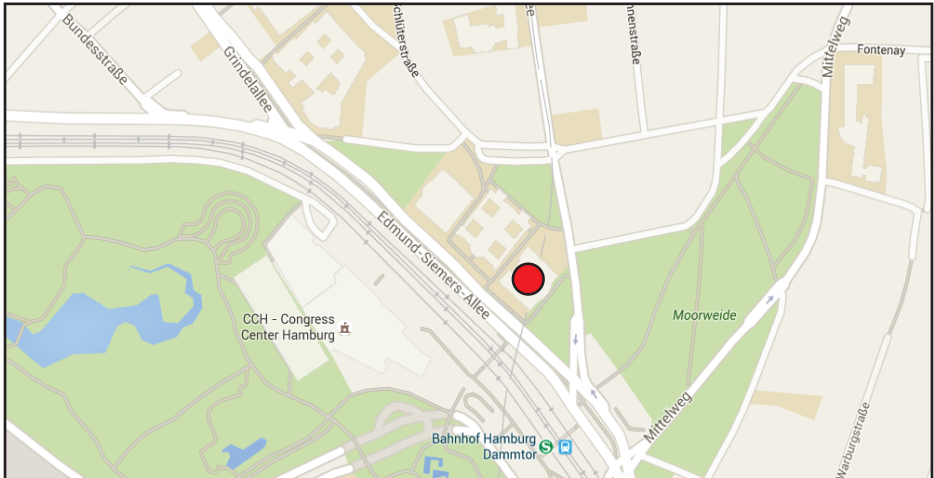 Bundesstraße
Grindelallee
Schlüterstraße
Mittelweg
Fontenay
Edmund-Siemers-Allee
CCH - Congress
Center Hamburg
Moorweide
Mittelweg
Bahnhof Hamburg
Dammtor
S
Warburgstraße